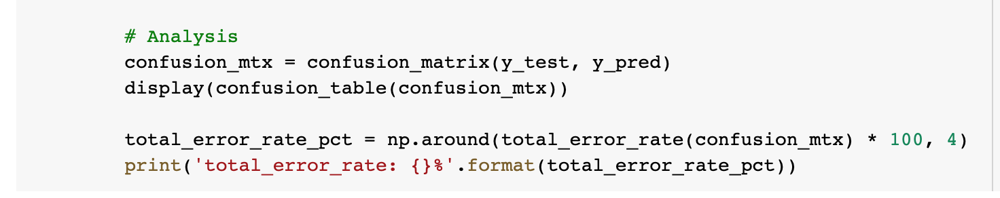 # Analysis
confusion_mtx = confusion_matrix(y_test, y_pred)
display(confusion_table(confusion_mtx))
total_error_rate_pct = np.around(total_error_rate(confusion_mtx) * 100, 4)
print('total_error_rate: {}%'.format(total_error_rate_pct))